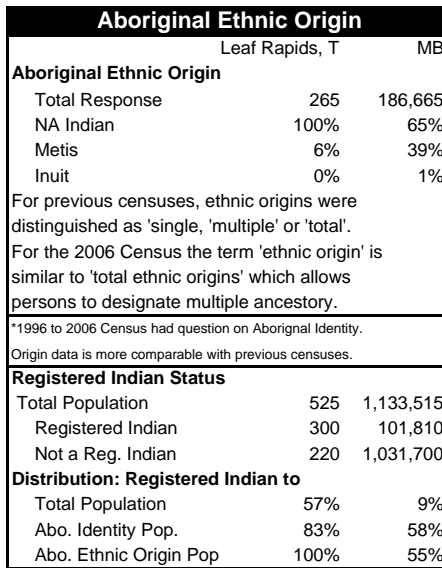 Aboriginal Ethnic Origin
Leaf Rapids, T MB
Aboriginal Ethnic Origin
Total Response 265 186,665
NA Indian 100% 65%
Metis 6% 39%
Inuit 0% 1%
For previous censuses, ethnic origins were
distinguished as 'single, 'multiple' or 'total'.
For the 2006 Census the term 'ethnic origin' is
similar to 'total ethnic origins' which allows
persons to designate multiple ancestory.
*1996 to 2006 Census had question on Aborignal Identity.
Origin data is more comparable with previous censuses.
Registered Indian Status
Total Population 525 1,133,515
Registered Indian 300 101,810
Not a Reg. Indian 220 1,031,700
Distribution: Registered Indian to
Total Population 57% 9%
Abo. Identity Pop. 83% 58%
Abo. Ethnic Origin Pop 100% 55%